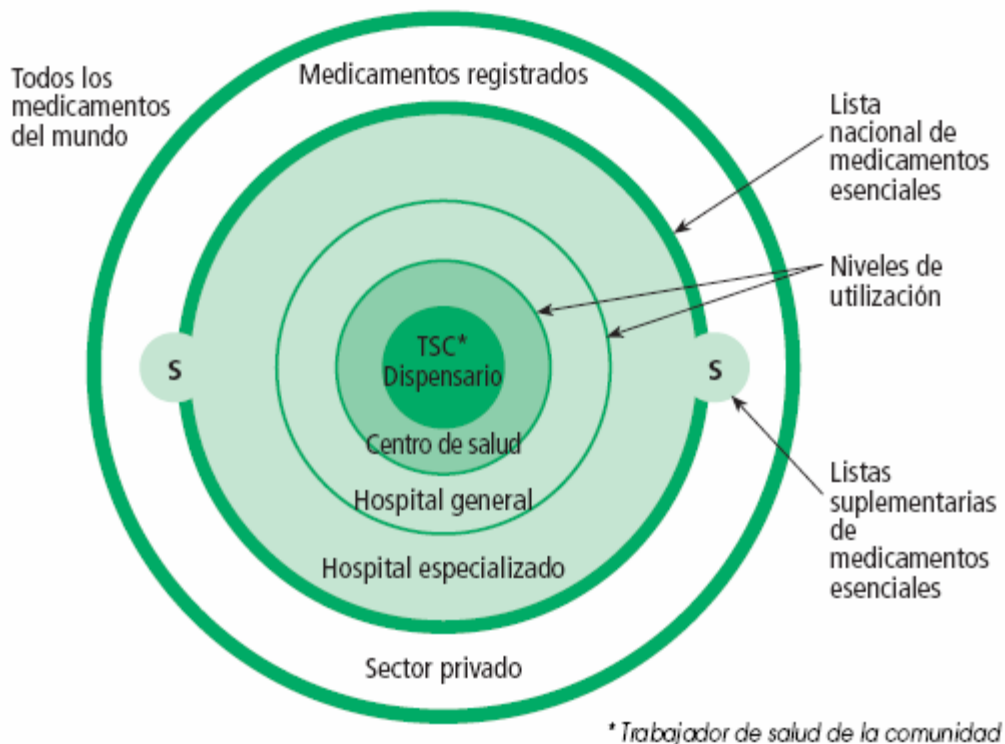 Todos los
medicamentos
del mundo
Medicamentos registrados
Lista
nacional de
medicamentos
esenciales
Niveles de
utilización
S
TSC*
Dispensario
S
Centro de salud
Hospital general
Hospital especializado
Listas
suplementarias
de
medicamentos
esenciales
Sector privado
* Trabajador de salud de la comunidad